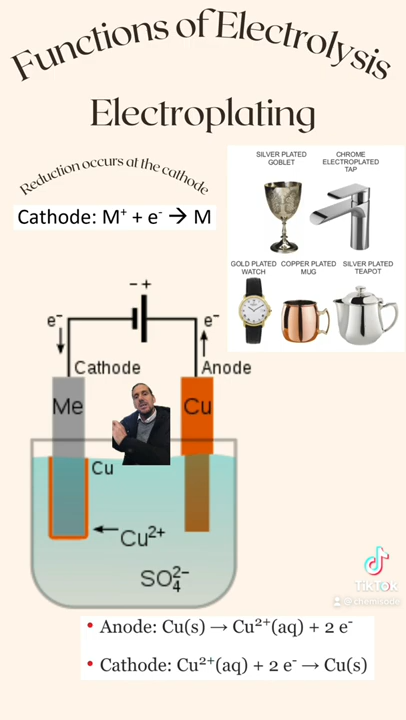 Functions of Electrolysis
Electroplating
Reduction occurs at the cathode
Cathode: M⁺ + e⁻ → M
SILVER PLATED
GOBLET
CHROME
ELECTROPLATED
TAP
GOLD PLATED
WATCH
COPPER PLATED
MUG
SILVER PLATED
TEAPOT
- +
e⁻
e⁻
Cathode
Anode
Me
Cu
Cu
Cu²⁺
SO₄²⁻
TikTok
@chemisode
• Anode: Cu(s) → Cu²⁺(aq) + 2 e⁻
• Cathode: Cu²⁺(aq) + 2 e⁻ → Cu(s)